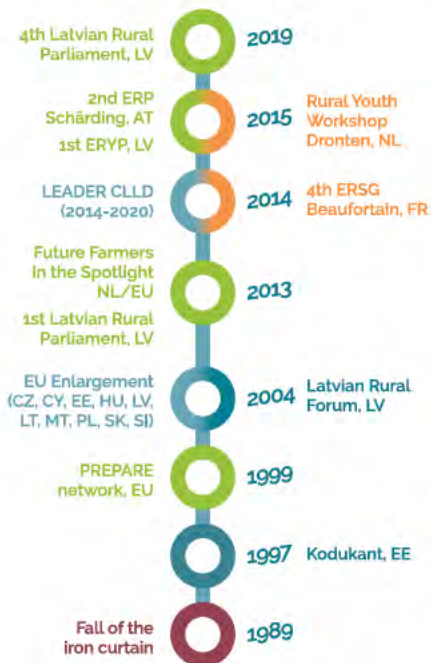 4th Latvian Rural
Parliament, LV
2019
2nd ERP
Schärding, AT
1st ERYP, LV
2015
Rural Youth
Workshop
Dronten, NL
LEADER CLLD
(2014-2020)
2014
4th ERSG
Beaufortain, FR
Future Farmers
in the Spotlight
NL/EU
1st Latvian Rural
Parliament, LV
2013
EU Enlargement
(CZ, CY, EE, HU, LV,
LT, MT, PL, SK, SI)
2004
Latvian Rural
Forum, LV
PREPARE
network, EU
1999
1997
Kodukant, EE
Fall of the
iron curtain
1989